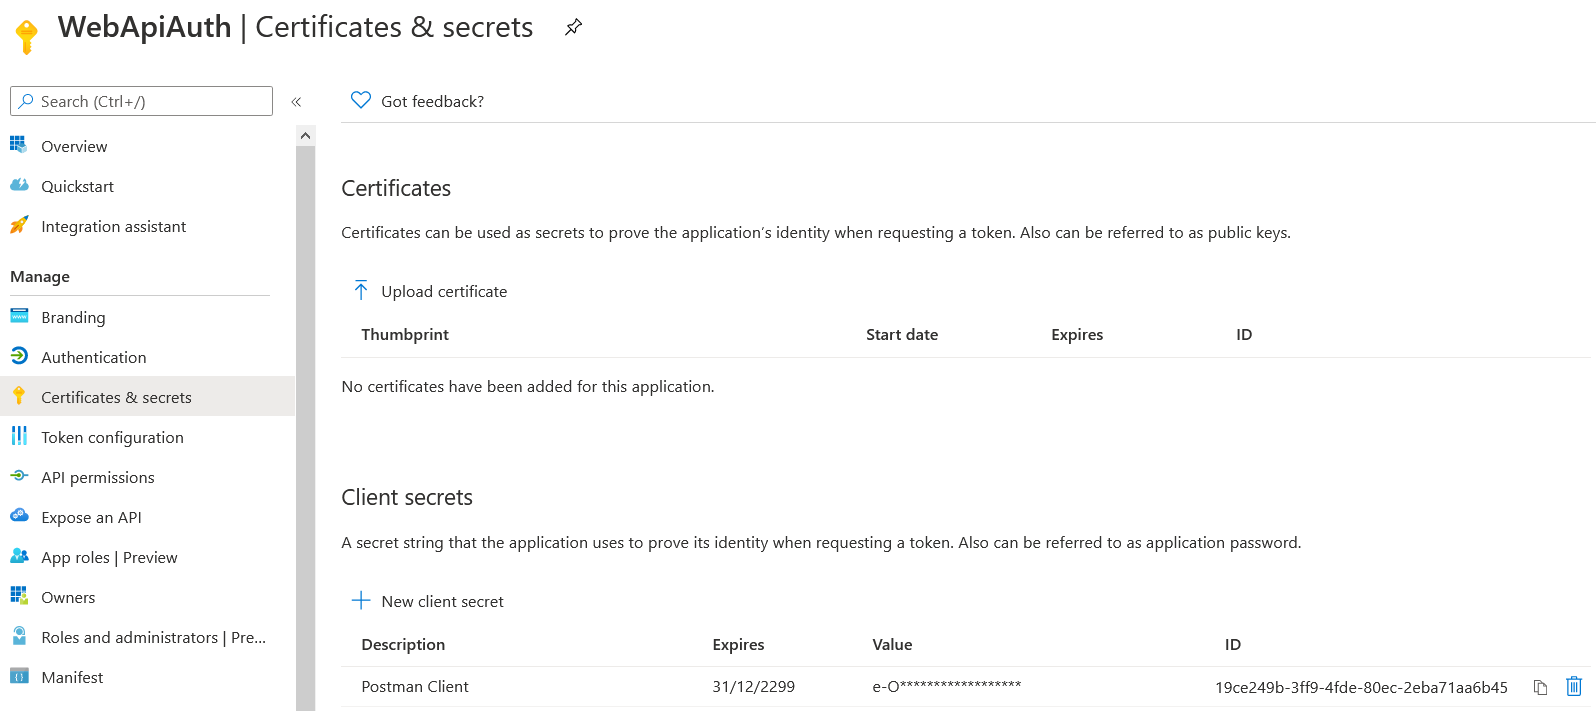 WebApiAuth | Certificates & secrets
Search (Ctrl+/)
«
Overview
Quickstart
Integration assistant
Manage
Branding
Authentication
Certificates & secrets
Token configuration
API permissions
Expose an API
App roles | Preview
Owners
Roles and administrators | Pre...
Manifest
Got feedback?
Certificates
Certificates can be used as secrets to prove the application's identity when requesting a token. Also can be referred to as public keys.
Upload certificate
Thumbprint Start date Expires ID
No certificates have been added for this application.
Client secrets
A secret string that the application uses to prove its identity when requesting a token. Also can be referred to as application password.
New client secret
Description Expires Value ID
Postman Client 31/12/2299 e-O****************** 19ce249b-3ff9-4fde-80ec-2eba71aa6b45